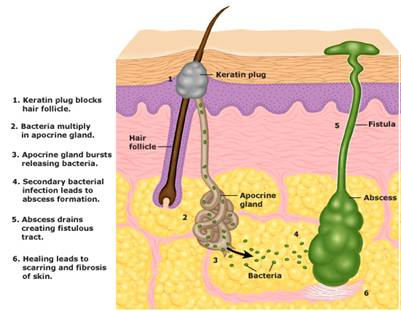 1. Keratin plug blocks
hair follicle.
2. Bacteria multiply
in apocrine gland.
3. Apocrine gland bursts
releasing bacteria.
4. Secondary bacterial
infection leads to
abscess formation.
5. Abscess drains
creating fistulous
tract.
6. Healing leads to
scarring and fibrosis
of skin.
1
Keratin plug
5
Fistula
Hair
follicle
Apocrine
gland
Abscess
2
4
3
Bacteria
6